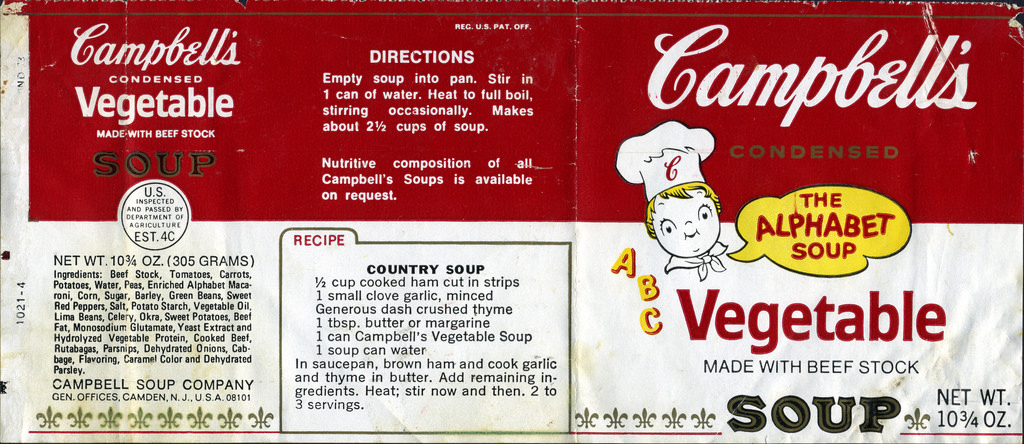 NO 3
1021-4
Campbell's
CONDENSED
Vegetable
MADE WITH BEEF STOCK
SOUP
U.S.
INSPECTED
AND PASSED BY
DEPARTMENT OF
AGRICULTURE
EST. 4C
NET WT. 10¾ OZ. (305 GRAMS)
Ingredients: Beef Stock, Tomatoes, Carrots,
Potatoes, Water, Peas, Enriched Alphabet Maca-
roni, Corn, Sugar, Barley, Green Beans, Sweet
Red Peppers, Salt, Potato Starch, Vegetable Oil,
Lima Beans, Celery, Okra, Sweet Potatoes, Beef
Fat, Monosodium Glutamate, Yeast Extract and
Hydrolyzed Vegetable Protein, Cooked Beef,
Rutabagas, Parsnips, Dehydrated Onions, Cab-
bage, Flavoring, Caramel Color and Dehydrated
Parsley.
CAMPBELL SOUP COMPANY
GEN. OFFICES, CAMDEN, N.J., U.S.A. 08101
REG. U.S. PAT. OFF.
DIRECTIONS
Empty soup into pan. Stir in
1 can of water. Heat to full boil,
stirring occasionally. Makes
about 2½ cups of soup.
Nutritive composition of all
Campbell's Soups is available
on request.
RECIPE
COUNTRY SOUP
½ cup cooked ham cut in strips
1 small clove garlic, minced
Generous dash crushed thyme
1 tbsp. butter or margarine
1 can Campbell's Vegetable Soup
1 soup can water
In saucepan, brown ham and cook garlic
and thyme in butter. Add remaining in-
gredients. Heat; stir now and then. 2 to
3 servings.
Campbell's
CONDENSED
C
THE
ALPHABET
SOUP
A
B
C
Vegetable
MADE WITH BEEF STOCK
SOUP
NET WT.
10¾ OZ.